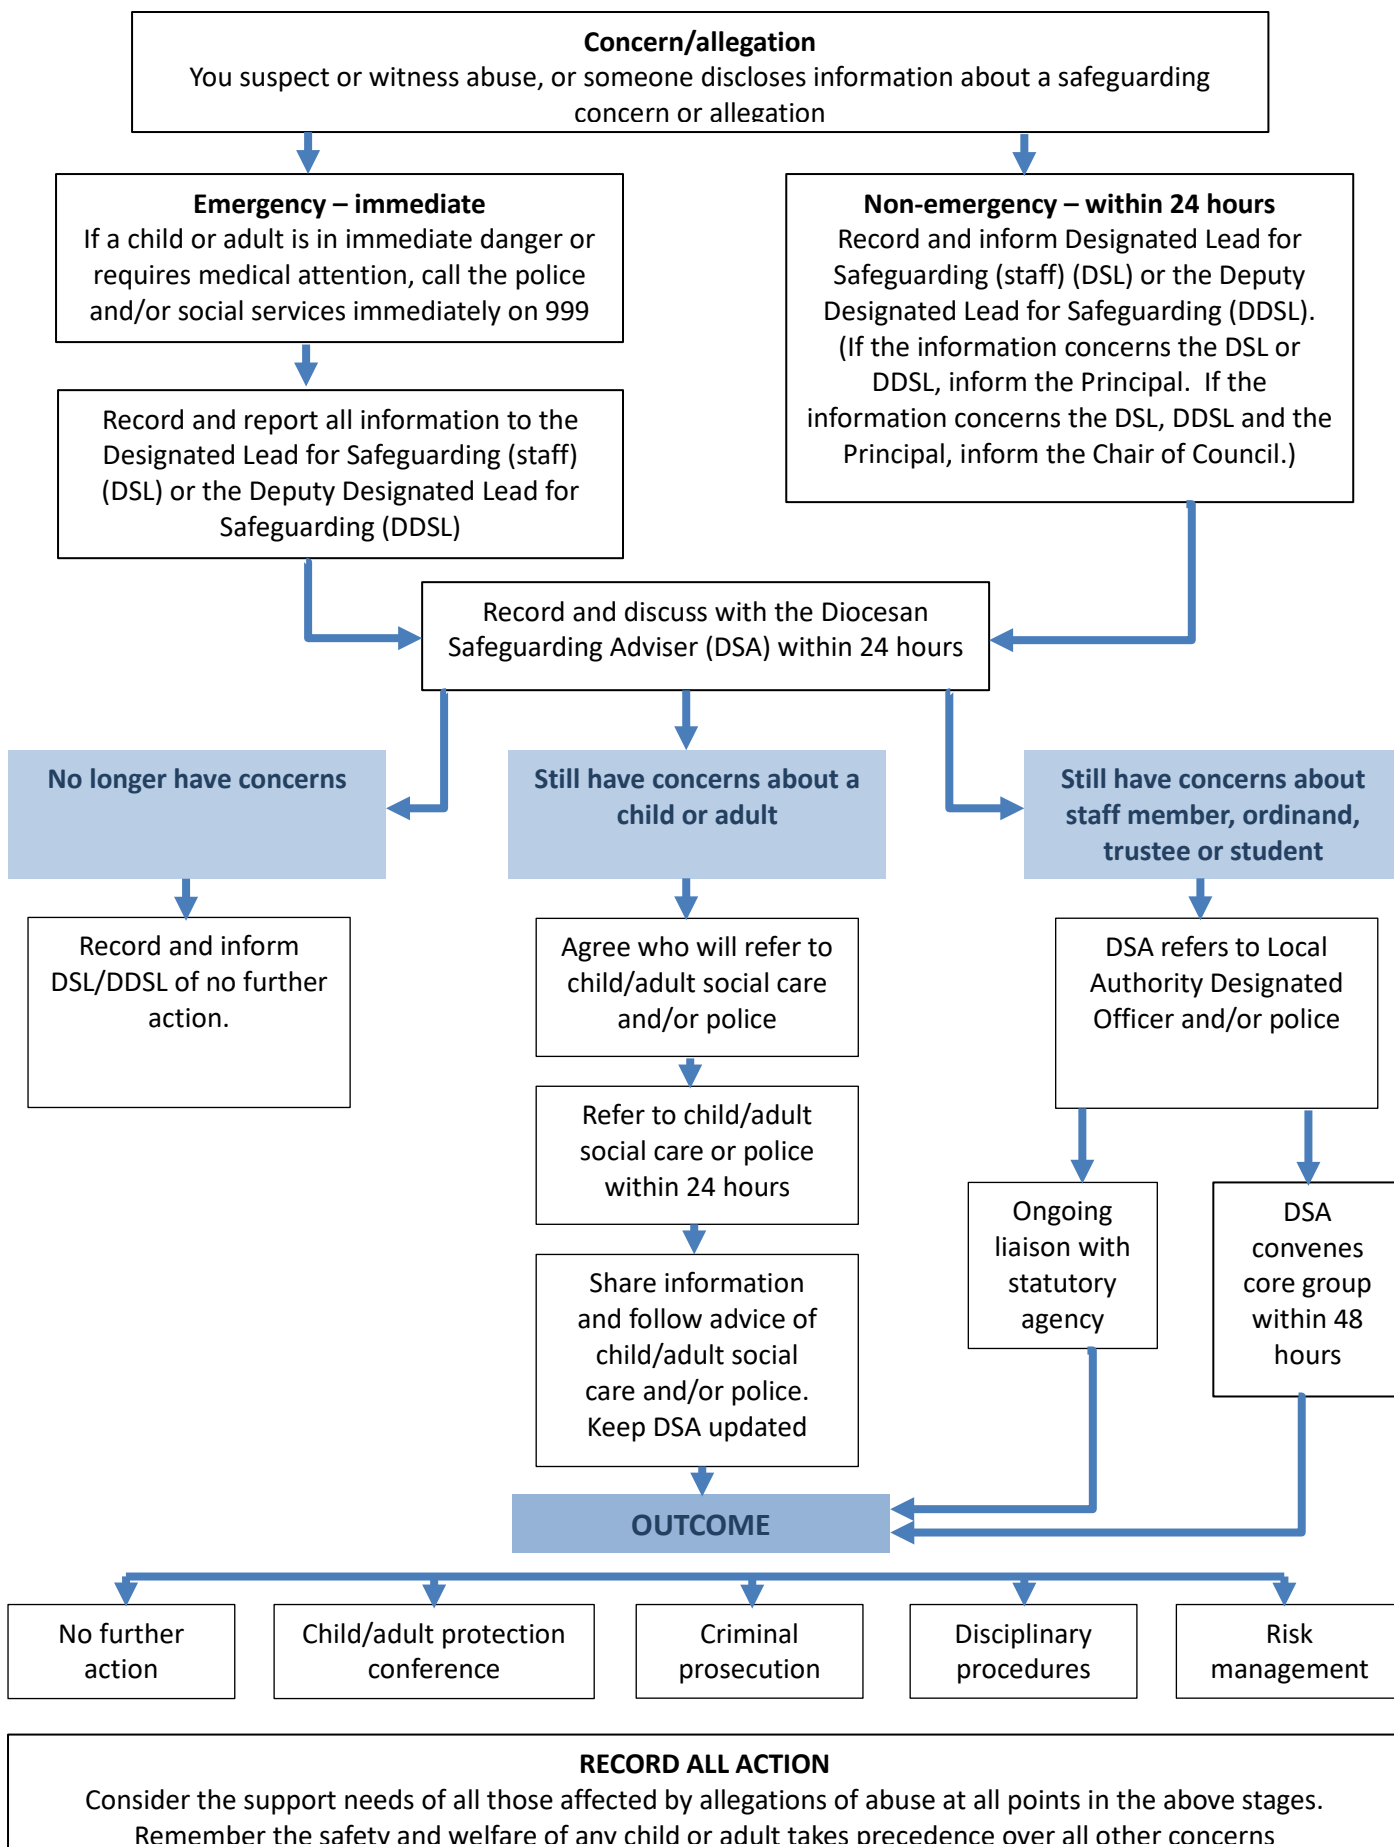 Concern/allegation
You suspect or witness abuse, or someone discloses information about a safeguarding
concern or allegation
Emergency – immediate
If a child or adult is in immediate danger or
requires medical attention, call the police
and/or social services immediately on 999
Non-emergency – within 24 hours
Record and inform Designated Lead for
Safeguarding (staff) (DSL) or the Deputy
Designated Lead for Safeguarding (DDSL).
(If the information concerns the DSL or
DDSL, inform the Principal.  If the
information concerns the DSL, DDSL and the
Principal, inform the Chair of Council.)
Record and report all information to the
Designated Lead for Safeguarding (staff)
(DSL) or the Deputy Designated Lead for
Safeguarding (DDSL)
Record and discuss with the Diocesan
Safeguarding Adviser (DSA) within 24 hours
No longer have concerns
Still have concerns about a
child or adult
Still have concerns about
staff member, ordinand,
trustee or student
Record and inform
DSL/DDSL of no further
action.
Agree who will refer to
child/adult social care
and/or police
DSA refers to Local
Authority Designated
Officer and/or police
Refer to child/adult
social care or police
within 24 hours
Ongoing
liaison with
statutory
agency
DSA
convenes
core group
within 48
hours
Share information
and follow advice of
child/adult social
care and/or police.
Keep DSA updated
OUTCOME
No further
action
Child/adult protection
conference
Criminal
prosecution
Disciplinary
procedures
Risk
management
RECORD ALL ACTION
Consider the support needs of all those affected by allegations of abuse at all points in the above stages.
Remember the safety and welfare of any child or adult takes precedence over all other concerns